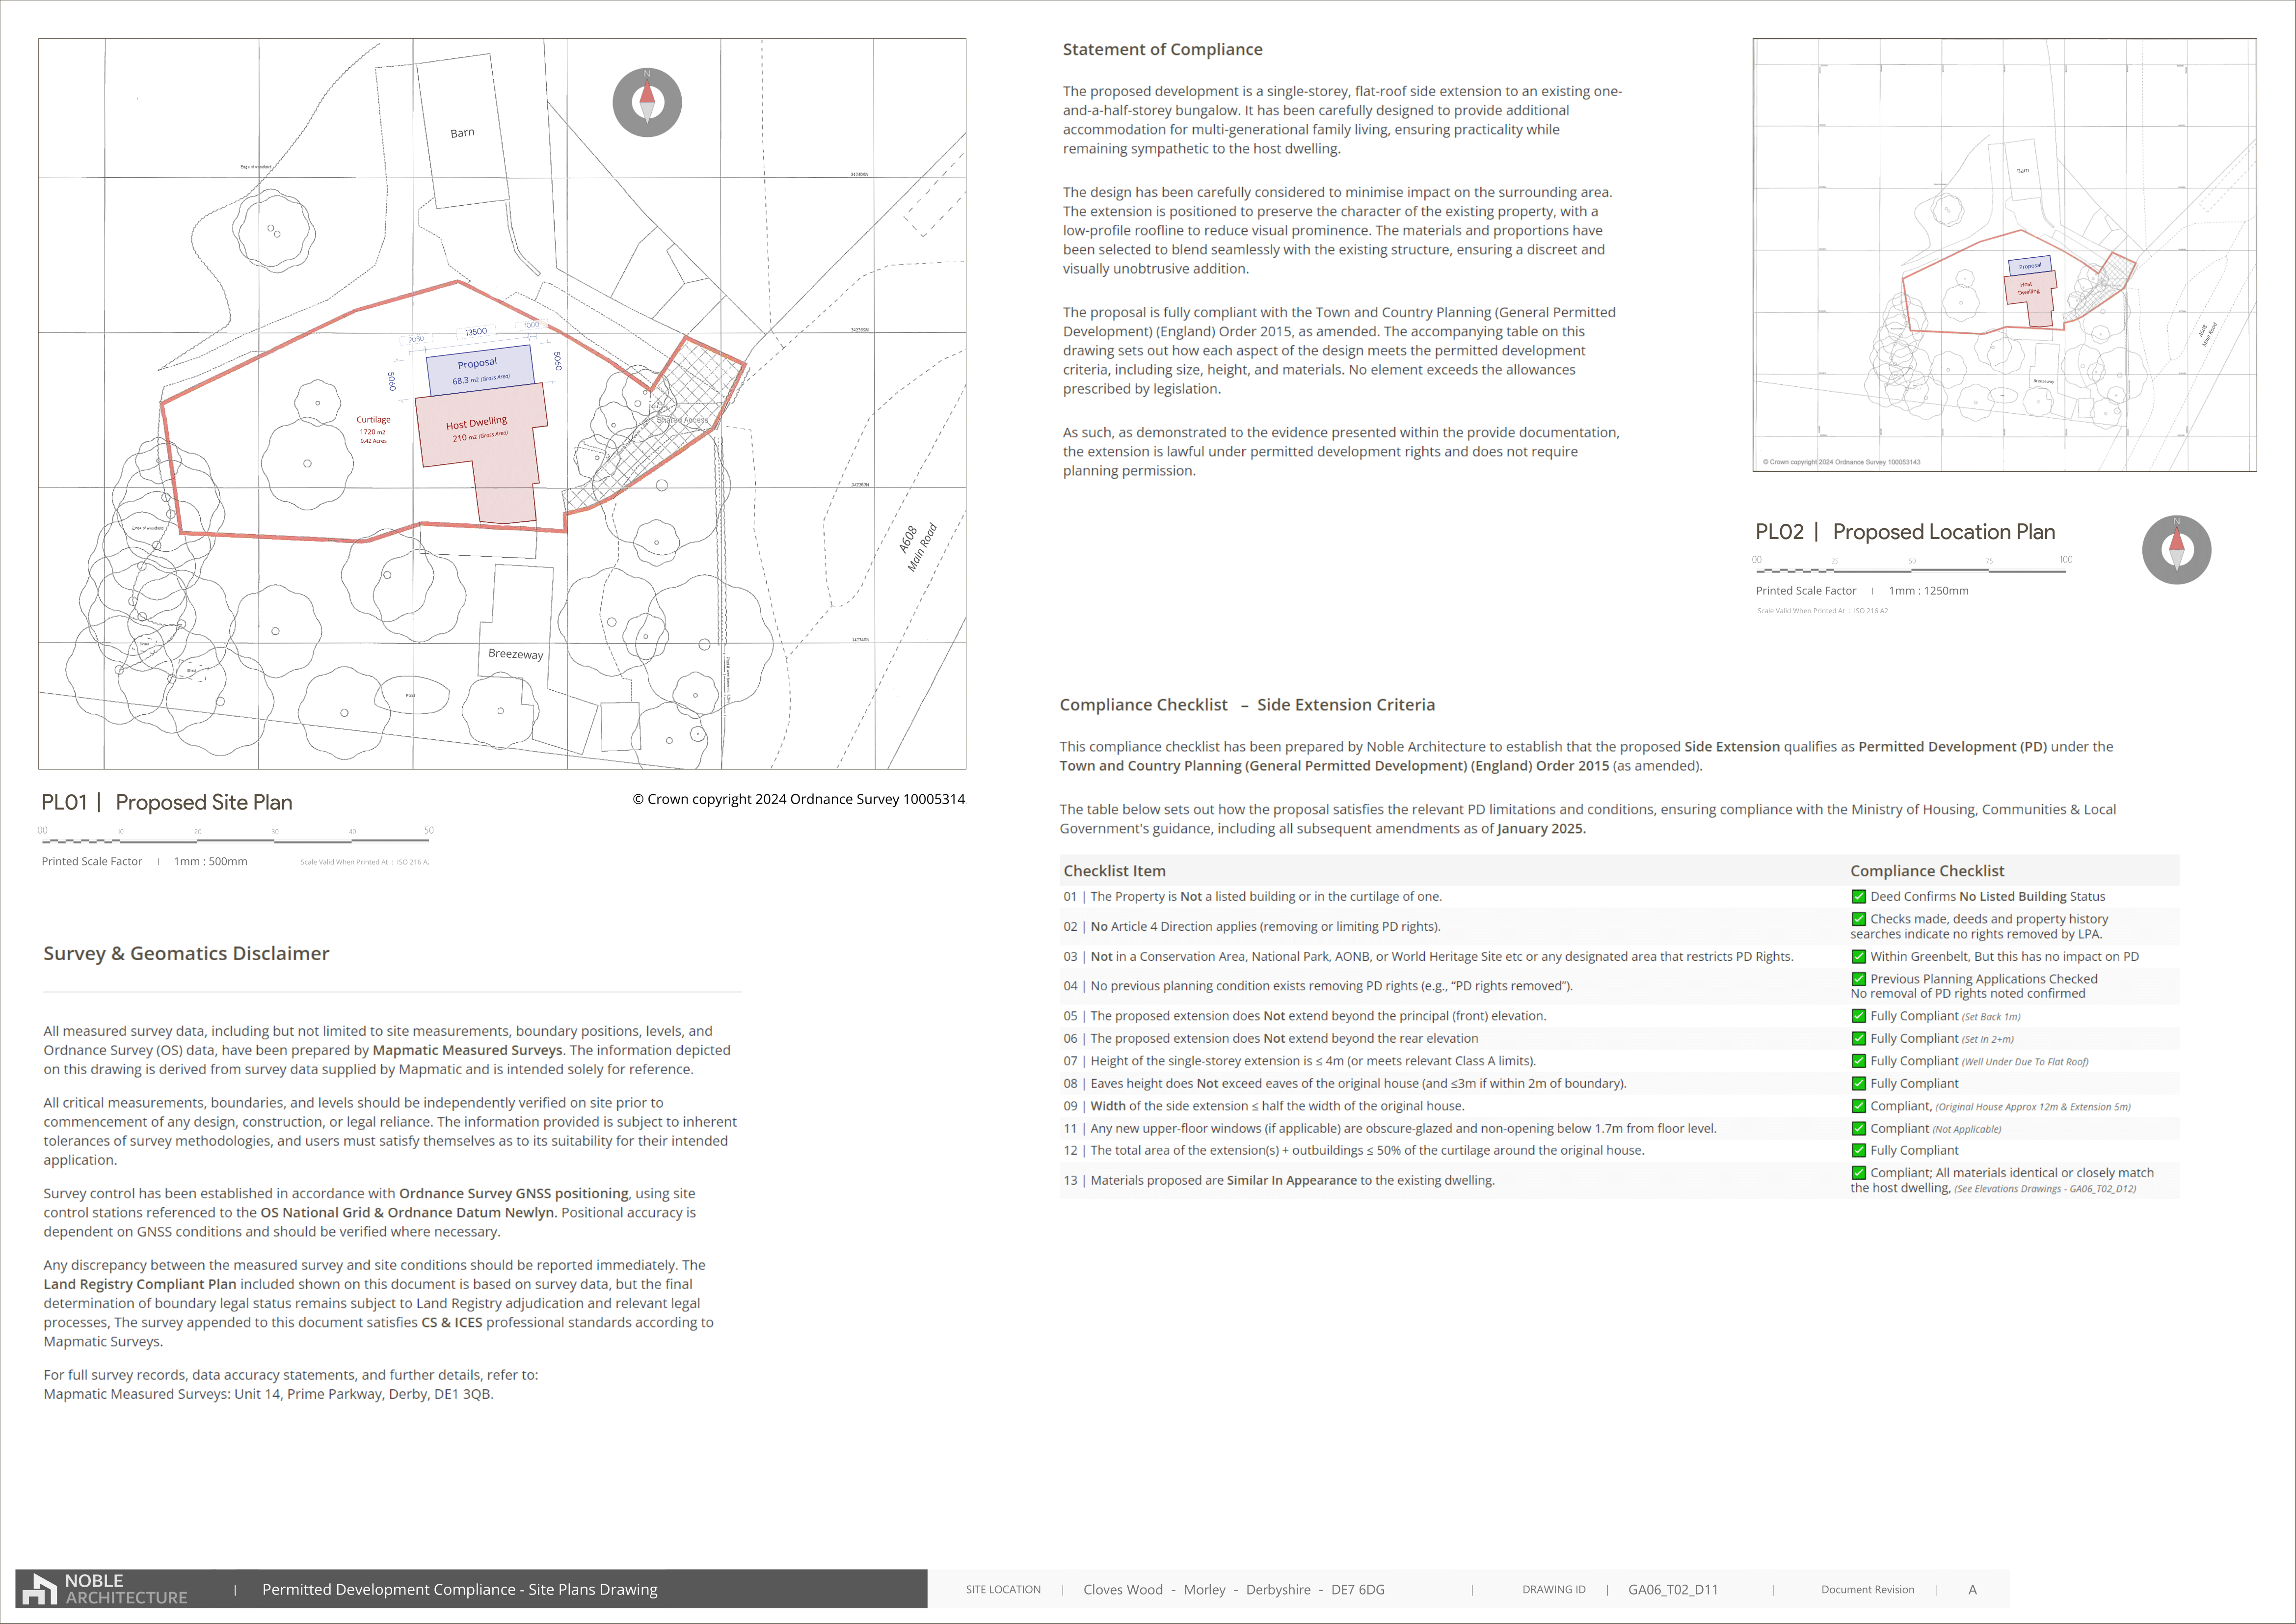 Barn
N
Edge of woodland
13500
1000
2080
5060
5060
Proposal
68.3 m2 (Gross Area)
Curtilage
1720 m2
0.42 Acres
Host Dwelling
210 m2 (Gross Area)
Shared Access
Edge of woodland
A608
Main Road
Breezeway
PL01 | Proposed Site Plan
© Crown copyright 2024 Ordnance Survey 10005314
00 10 20 30 40 50
Printed Scale Factor | 1mm : 500mm
Scale Valid When Printed At : ISO 216 A
Survey & Geomatics Disclaimer
All measured survey data, including but not limited to site measurements, boundary positions, levels, and
Ordnance Survey (OS) data, have been prepared by Mapmatic Measured Surveys. The information depicted
on this drawing is derived from survey data supplied by Mapmatic and is intended solely for reference.
All critical measurements, boundaries, and levels should be independently verified on site prior to
commencement of any design, construction, or legal reliance. The information provided is subject to inherent
tolerances of survey methodologies, and users must satisfy themselves as to its suitability for their intended
application.
Survey control has been established in accordance with Ordnance Survey GNSS positioning, using site
control stations referenced to the OS National Grid & Ordnance Datum Newlyn. Positional accuracy is
dependent on GNSS conditions and should be verified where necessary.
Any discrepancy between the measured survey and site conditions should be reported immediately. The
Land Registry Compliant Plan included shown on this document is based on survey data, but the final
determination of boundary legal status remains subject to Land Registry adjudication and relevant legal
processes, The survey appended to this document satisfies CS & ICES professional standards according to
Mapmatic Surveys.
For full survey records, data accuracy statements, and further details, refer to:
Mapmatic Measured Surveys: Unit 14, Prime Parkway, Derby, DE1 3QB.
Statement of Compliance
The proposed development is a single-storey, flat-roof side extension to an existing one-
and-a-half-storey bungalow. It has been carefully designed to provide additional
accommodation for multi-generational family living, ensuring practicality while
remaining sympathetic to the host dwelling.
The design has been carefully considered to minimise impact on the surrounding area.
The extension is positioned to preserve the character of the existing property, with a
low-profile roofline to reduce visual prominence. The materials and proportions have
been selected to blend seamlessly with the existing structure, ensuring a discreet and
visually unobtrusive addition.
The proposal is fully compliant with the Town and Country Planning (General Permitted
Development) (England) Order 2015, as amended. The accompanying table on this
drawing sets out how each aspect of the design meets the permitted development
criteria, including size, height, and materials. No element exceeds the allowances
prescribed by legislation.
As such, as demonstrated to the evidence presented within the provide documentation,
the extension is lawful under permitted development rights and does not require
planning permission.
Barn
Proposal
Host-
Dwelling
A608
Main Road
Breezeway
© Crown copyright 2024 Ordnance Survey 100053143
PL02 | Proposed Location Plan
N
00 25 50 75 100
Printed Scale Factor | 1mm : 1250mm
Scale Valid When Printed At : ISO 216 A2
Compliance Checklist – Side Extension Criteria
This compliance checklist has been prepared by Noble Architecture to establish that the proposed Side Extension qualifies as Permitted Development (PD) under the
Town and Country Planning (General Permitted Development) (England) Order 2015 (as amended).
The table below sets out how the proposal satisfies the relevant PD limitations and conditions, ensuring compliance with the Ministry of Housing, Communities & Local
Government's guidance, including all subsequent amendments as of January 2025.
Checklist Item Compliance Checklist
01 | The Property is Not a listed building or in the curtilage of one. ✅ Deed Confirms No Listed Building Status
02 | No Article 4 Direction applies (removing or limiting PD rights). ✅ Checks made, deeds and property history
searches indicate no rights removed by LPA.
03 | Not in a Conservation Area, National Park, AONB, or World Heritage Site etc or any designated area that restricts PD Rights. ✅ Within Greenbelt, But this has no impact on PD
04 | No previous planning condition exists removing PD rights (e.g., “PD rights removed”). ✅ Previous Planning Applications Checked
No removal of PD rights noted confirmed
05 | The proposed extension does Not extend beyond the principal (front) elevation. ✅ Fully Compliant (Set Back 1m)
06 | The proposed extension does Not extend beyond the rear elevation ✅ Fully Compliant (Set In 2+m)
07 | Height of the single-storey extension is ≤ 4m (or meets relevant Class A limits). ✅ Fully Compliant (Well Under Due To Flat Roof)
08 | Eaves height does Not exceed eaves of the original house (and ≤3m if within 2m of boundary). ✅ Fully Compliant
09 | Width of the side extension ≤ half the width of the original house. ✅ Compliant, (Original House Approx 12m & Extension 5m)
11 | Any new upper-floor windows (if applicable) are obscure-glazed and non-opening below 1.7m from floor level. ✅ Compliant (Not Applicable)
12 | The total area of the extension(s) + outbuildings ≤ 50% of the curtilage around the original house. ✅ Fully Compliant
13 | Materials proposed are Similar In Appearance to the existing dwelling. ✅ Compliant; All materials identical or closely match
the host dwelling, (See Elevations Drawings - GA06_T02_D12)
NOBLE
ARCHITECTURE
| Permitted Development Compliance - Site Plans Drawing
SITE LOCATION | Cloves Wood - Morley - Derbyshire - DE7 6DG | DRAWING ID | GA06_T02_D11 | Document Revision | A